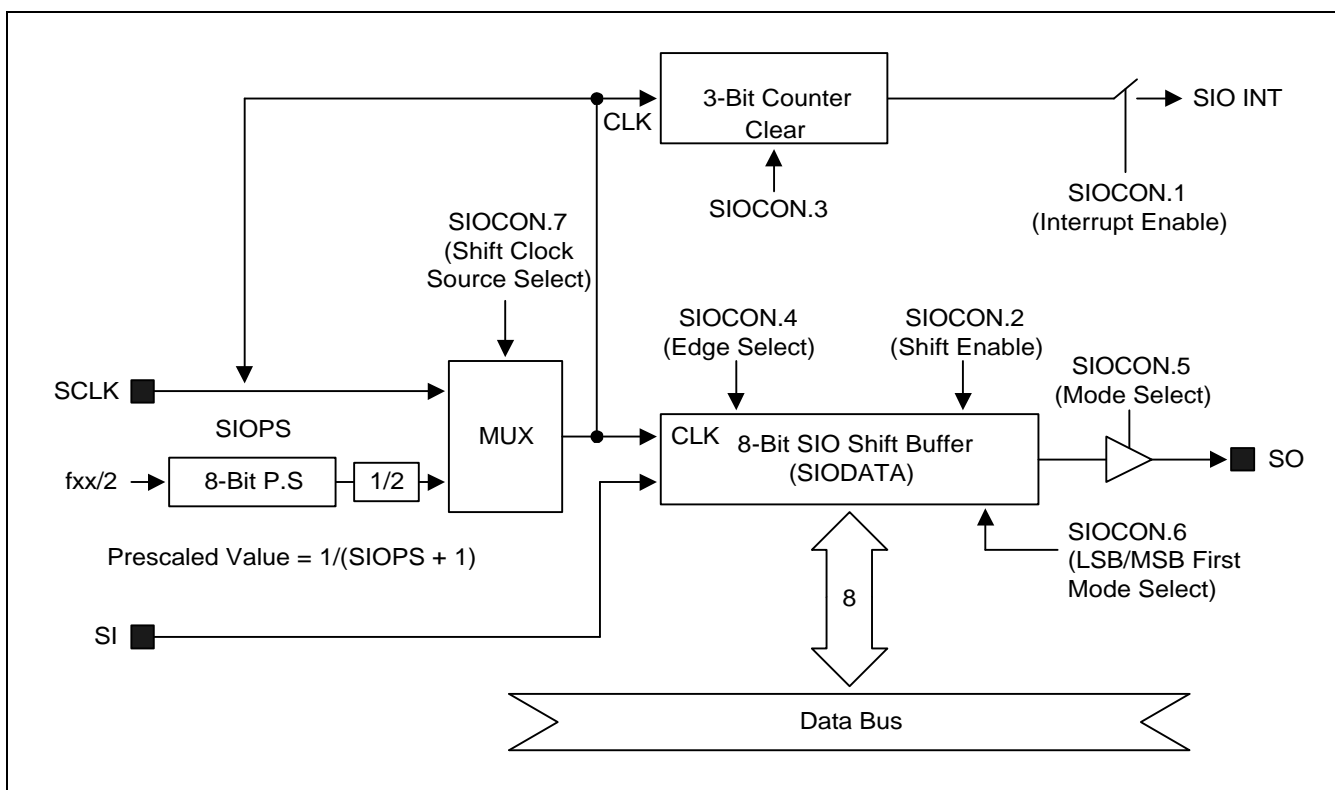 3-Bit Counter
Clear
CLK
SIO INT
SIOCON.3
SIOCON.1
(Interrupt Enable)
SIOCON.7
(Shift Clock
Source Select)
SIOCON.4
(Edge Select)
SIOCON.2
(Shift Enable)
SIOCON.5
(Mode Select)
SCLK
SIOPS
MUX
CLK
8-Bit SIO Shift Buffer
(SIODATA)
SO
fxx/2
8-Bit P.S
1/2
Prescaled Value = 1/(SIOPS + 1)
SIOCON.6
(LSB/MSB First
Mode Select)
8
SI
Data Bus